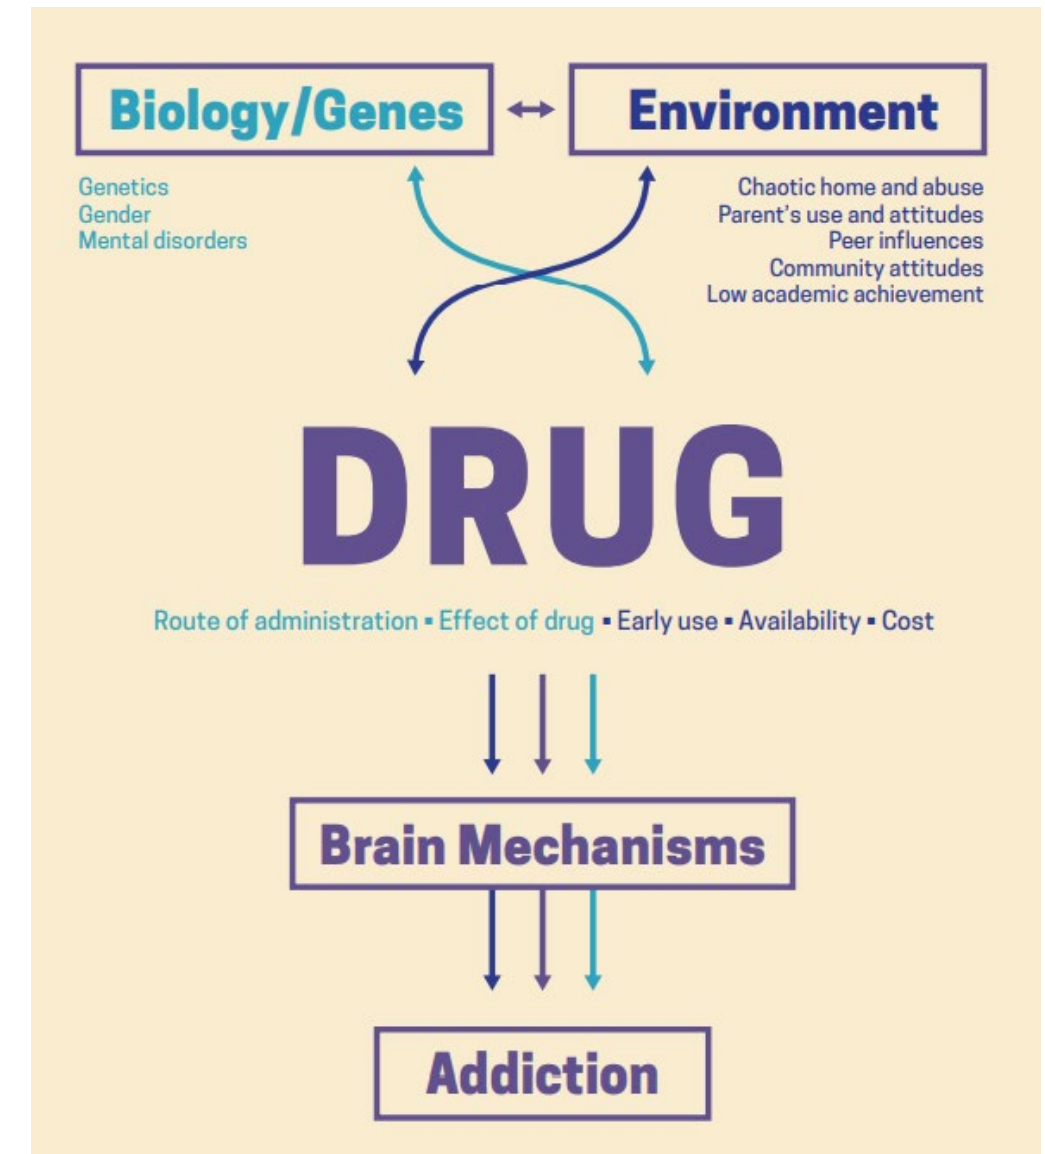 Biology/Genes
Environment
Genetics
Gender
Mental disorders
Chaotic home and abuse
Parent’s use and attitudes
Peer influences
Community attitudes
Low academic achievement
DRUG
Route of administration ▪ Effect of drug ▪ Early use ▪ Availability ▪ Cost
Brain Mechanisms
Addiction